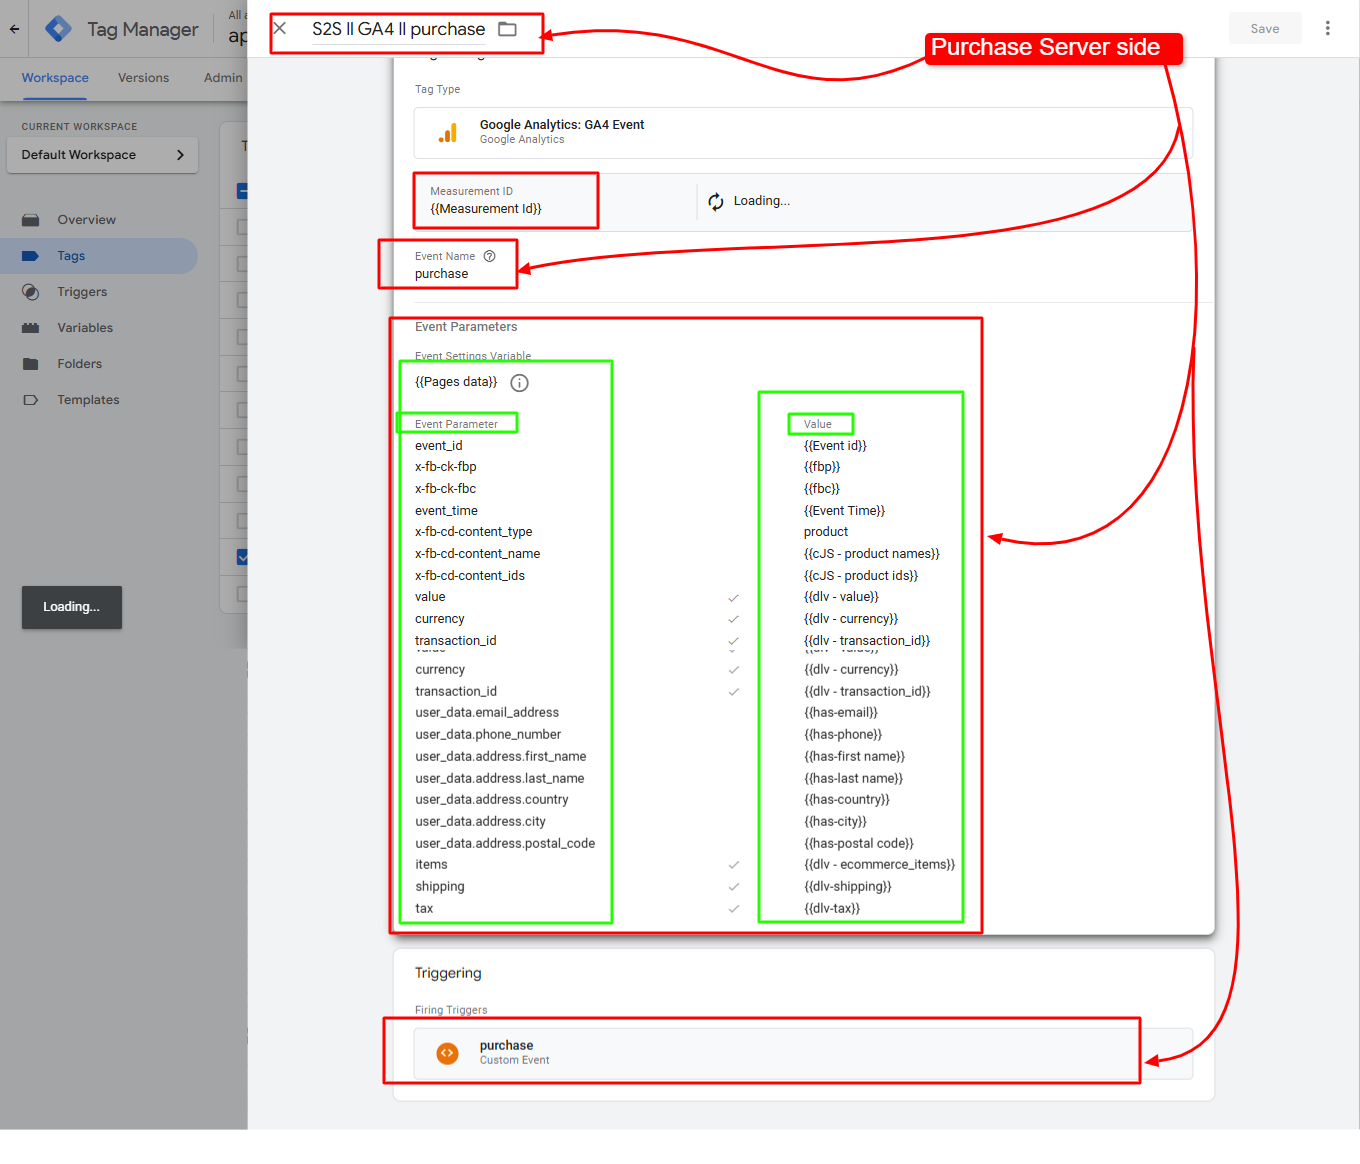 Tag Manager
All a
ap
S2S ll GA4 ll purchase
Purchase Server side
Save
Workspace
Versions
Admin
CURRENT WORKSPACE
Default Workspace
Overview
Tags
Triggers
Variables
Folders
Templates
Loading...
T
Tag Type
Google Analytics: GA4 Event
Google Analytics
Measurement ID
{{Measurement Id}}
Loading...
Event Name
purchase
Event Parameters
Event Settings Variable
{{Pages data}}
Event Parameter Value
event_id {{Event id}}
x-fb-ck-fbp {{fbp}}
x-fb-ck-fbc {{fbc}}
event_time {{Event Time}}
x-fb-cd-content_type product
x-fb-cd-content_name {{cJS - product names}}
x-fb-cd-content_ids {{cJS - product ids}}
value {{dlv - value}}
currency {{dlv - currency}}
transaction_id {{dlv - transaction_id}}
value {{dlv - value}}
currency {{dlv - currency}}
transaction_id {{dlv - transaction_id}}
user_data.email_address {{has-email}}
user_data.phone_number {{has-phone}}
user_data.address.first_name {{has-first name}}
user_data.address.last_name {{has-last name}}
user_data.address.country {{has-country}}
user_data.address.city {{has-city}}
user_data.address.postal_code {{has-postal code}}
items {{dlv - ecommerce_items}}
shipping {{dlv-shipping}}
tax {{dlv-tax}}
Triggering
Firing Triggers
purchase
Custom Event